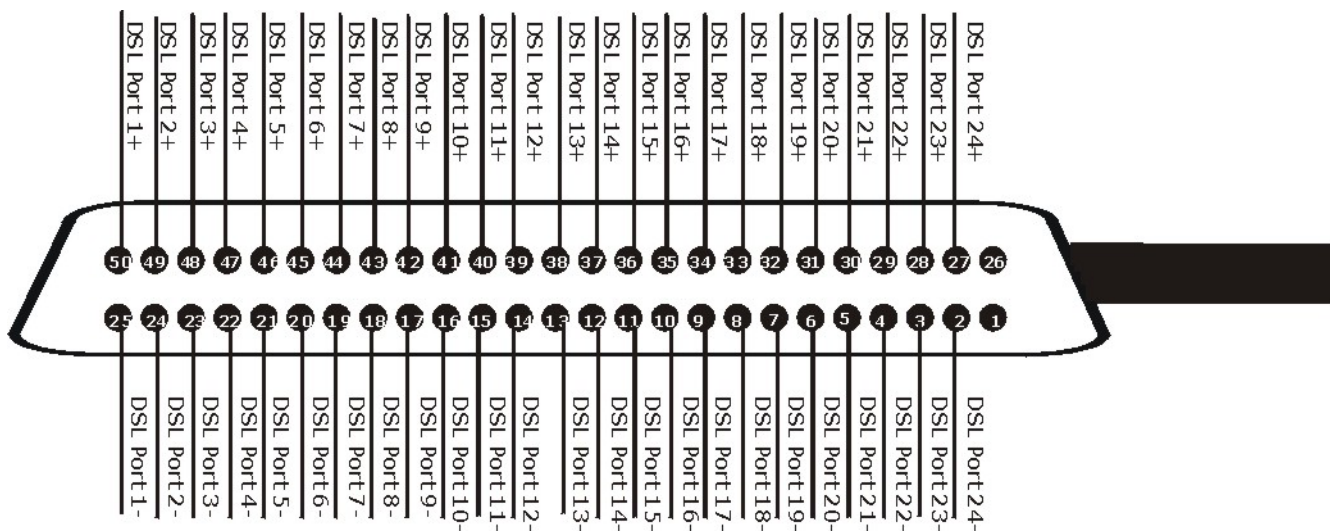 DSL Port 1+
DSL Port 2+
DSL Port 3+
DSL Port 4+
DSL Port 5+
DSL Port 6+
DSL Port 7+
DSL Port 8+
DSL Port 9+
DSL Port 10+
DSL Port 11+
DSL Port 12+
DSL Port 13+
DSL Port 14+
DSL Port 15+
DSL Port 16+
DSL Port 17+
DSL Port 18+
DSL Port 19+
DSL Port 20+
DSL Port 21+
DSL Port 22+
DSL Port 23+
DSL Port 24+
50 49 48 47 46 45 44 43 42 41 40 39 38 37 36 35 34 33 32 31 30 29 28 27 26
25 24 23 22 21 20 19 18 17 16 15 14 13 12 11 10 9 8 7 6 5 4 3 2 1
DSL Port 1-
DSL Port 2-
DSL Port 3-
DSL Port 4-
DSL Port 5-
DSL Port 6-
DSL Port 7-
DSL Port 8-
DSL Port 9-
DSL Port 10-
DSL Port 11-
DSL Port 12-
DSL Port 13-
DSL Port 14-
DSL Port 15-
DSL Port 16-
DSL Port 17-
DSL Port 18-
DSL Port 19-
DSL Port 20-
DSL Port 21-
DSL Port 22-
DSL Port 23-
DSL Port 24-